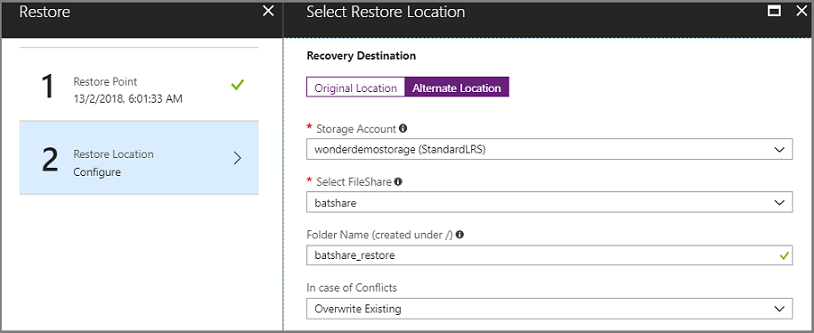 Restore
Select Restore Location
1
Restore Point
13/2/2018, 6:01:33 AM
2
Restore Location
Configure
Recovery Destination
Original Location Alternate Location
* Storage Account
wonderdemostorage (StandardLRS)
* Select FileShare
batshare
Folder Name (created under /)
batshare_restore
In case of Conflicts
Overwrite Existing